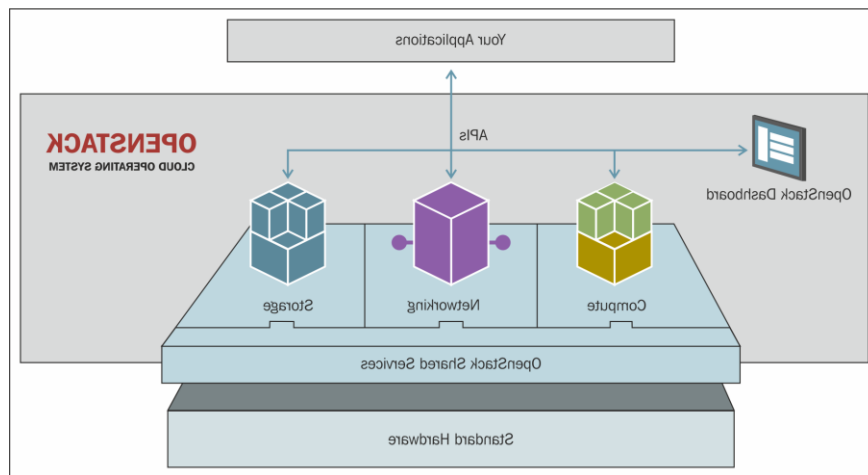 Your Applications
OPENSTACK
CLOUD OPERATING SYSTEM
APIs
OpenStack Dashboard
Storage
Networking
Compute
OpenStack Shared Services
Standard Hardware